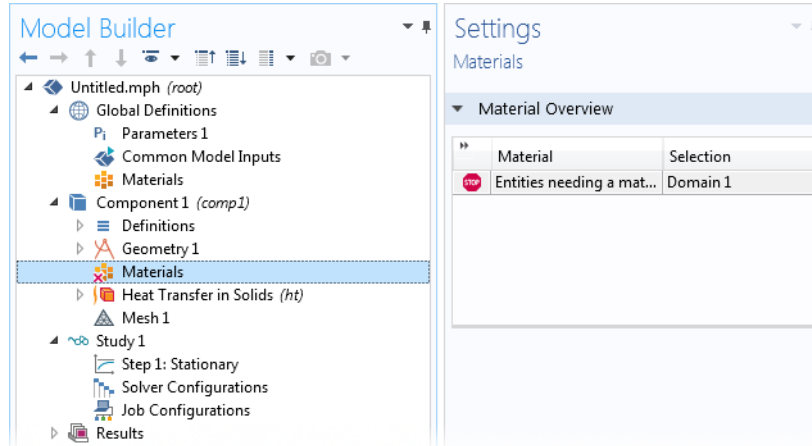 Model Builder
Untitled.mph (root)
Global Definitions
Pi Parameters 1
Common Model Inputs
Materials
Component 1 (comp1)
Definitions
Geometry 1
Materials
Heat Transfer in Solids (ht)
Mesh 1
Study 1
Step 1: Stationary
Solver Configurations
Job Configurations
Results
Settings
Materials
Material Overview
Material Selection
STOP Entities needing a mat... Domain 1